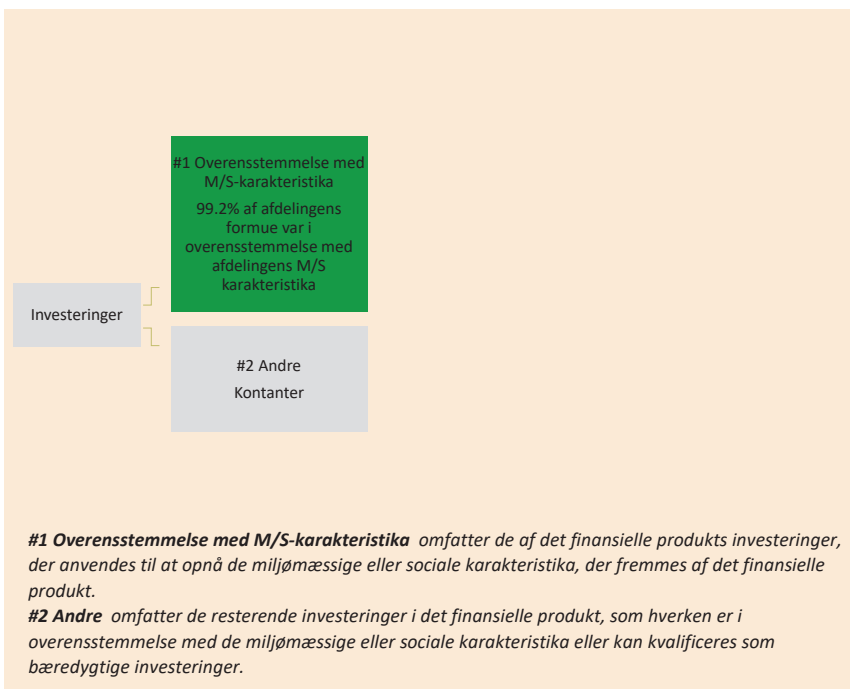 #1 Overensstemmelse med
M/S-karakteristika
99.2% af afdelingens
formue var i
overensstemmelse med
afdelingens M/S
karakteristika
Investeringer
#2 Andre
Kontanter
#1 Overensstemmelse med M/S-karakteristika omfatter de af det finansielle produkts investeringer,
der anvendes til at opnå de miljømæssige eller sociale karakteristika, der fremmes af det finansielle
produkt.
#2 Andre omfatter de resterende investeringer i det finansielle produkt, som hverken er i
overensstemmelse med de miljømæssige eller sociale karakteristika eller kan kvalificeres som
bæredygtige investeringer.